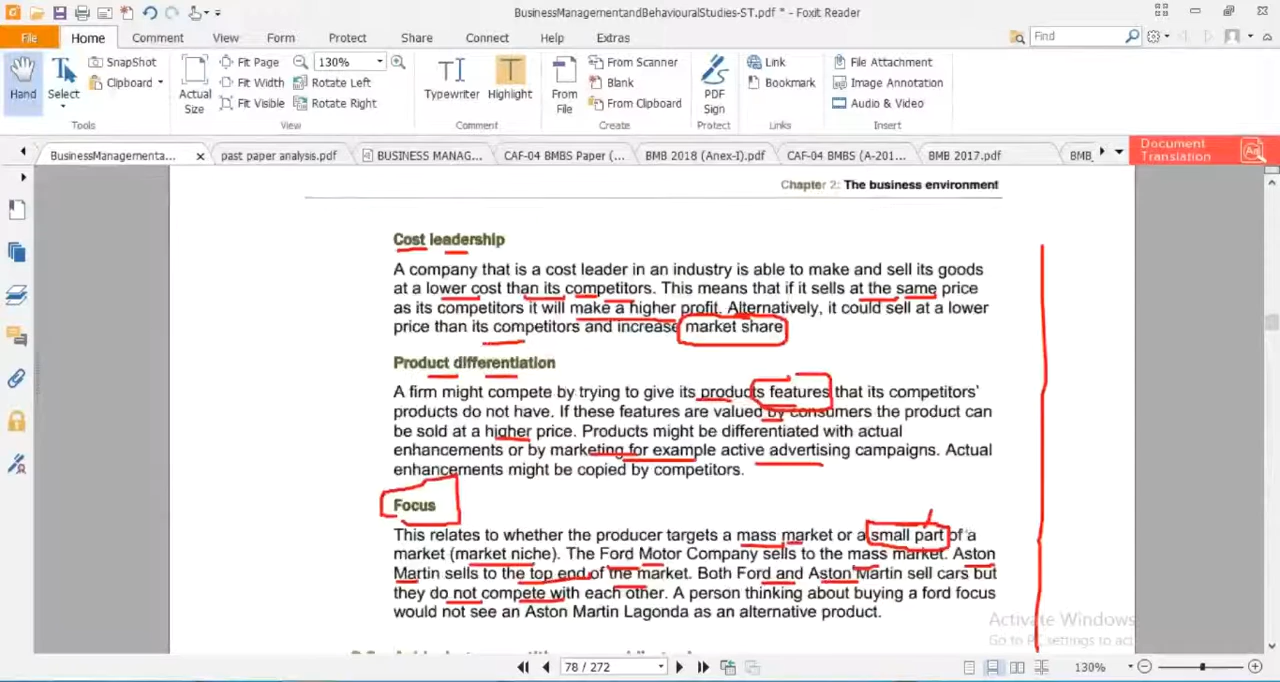 BusinessManagementandBehaviouralStudies-ST.pdf * - Foxit Reader
File Home Comment View Form Protect Share Connect Help Extras Find
SnapShot Fit Page 130% From Scanner Link File Attachment
Hand Select Clipboard Actual Size Fit Width Rotate Left Typewriter Highlight From File Blank PDF Sign Bookmark Image Annotation
Fit Visible Rotate Right From Clipboard Audio & Video
Tools View Comment Create Protect Links Insert
BusinessManagementa... past paper analysis.pdf BUSINESS MANAG... CAF-04 BMBS Paper (... BMB 2018 (Anex-I).pdf CAF-04 BMBS (A-201... BMB 2017.pdf BMB_ Document Translation
Chapter 2: The business environment
Cost leadership
A company that is a cost leader in an industry is able to make and sell its goods
at a lower cost than its competitors. This means that if it sells at the same price
as its competitors it will make a higher profit. Alternatively, it could sell at a lower
price than its competitors and increase market share
Product differentiation
A firm might compete by trying to give its products features that its competitors'
products do not have. If these features are valued by consumers the product can
be sold at a higher price. Products might be differentiated with actual
enhancements or by marketing for example active advertising campaigns. Actual
enhancements might be copied by competitors.
Focus
This relates to whether the producer targets a mass market or a small part of a
market (market niche). The Ford Motor Company sells to the mass market. Aston
Martin sells to the top end of the market. Both Ford and Aston Martin sell cars but
they do not compete with each other. A person thinking about buying a ford focus
would not see an Aston Martin Lagonda as an alternative product.
Activate Windows
Go to PC settings to act
78 / 272 130%